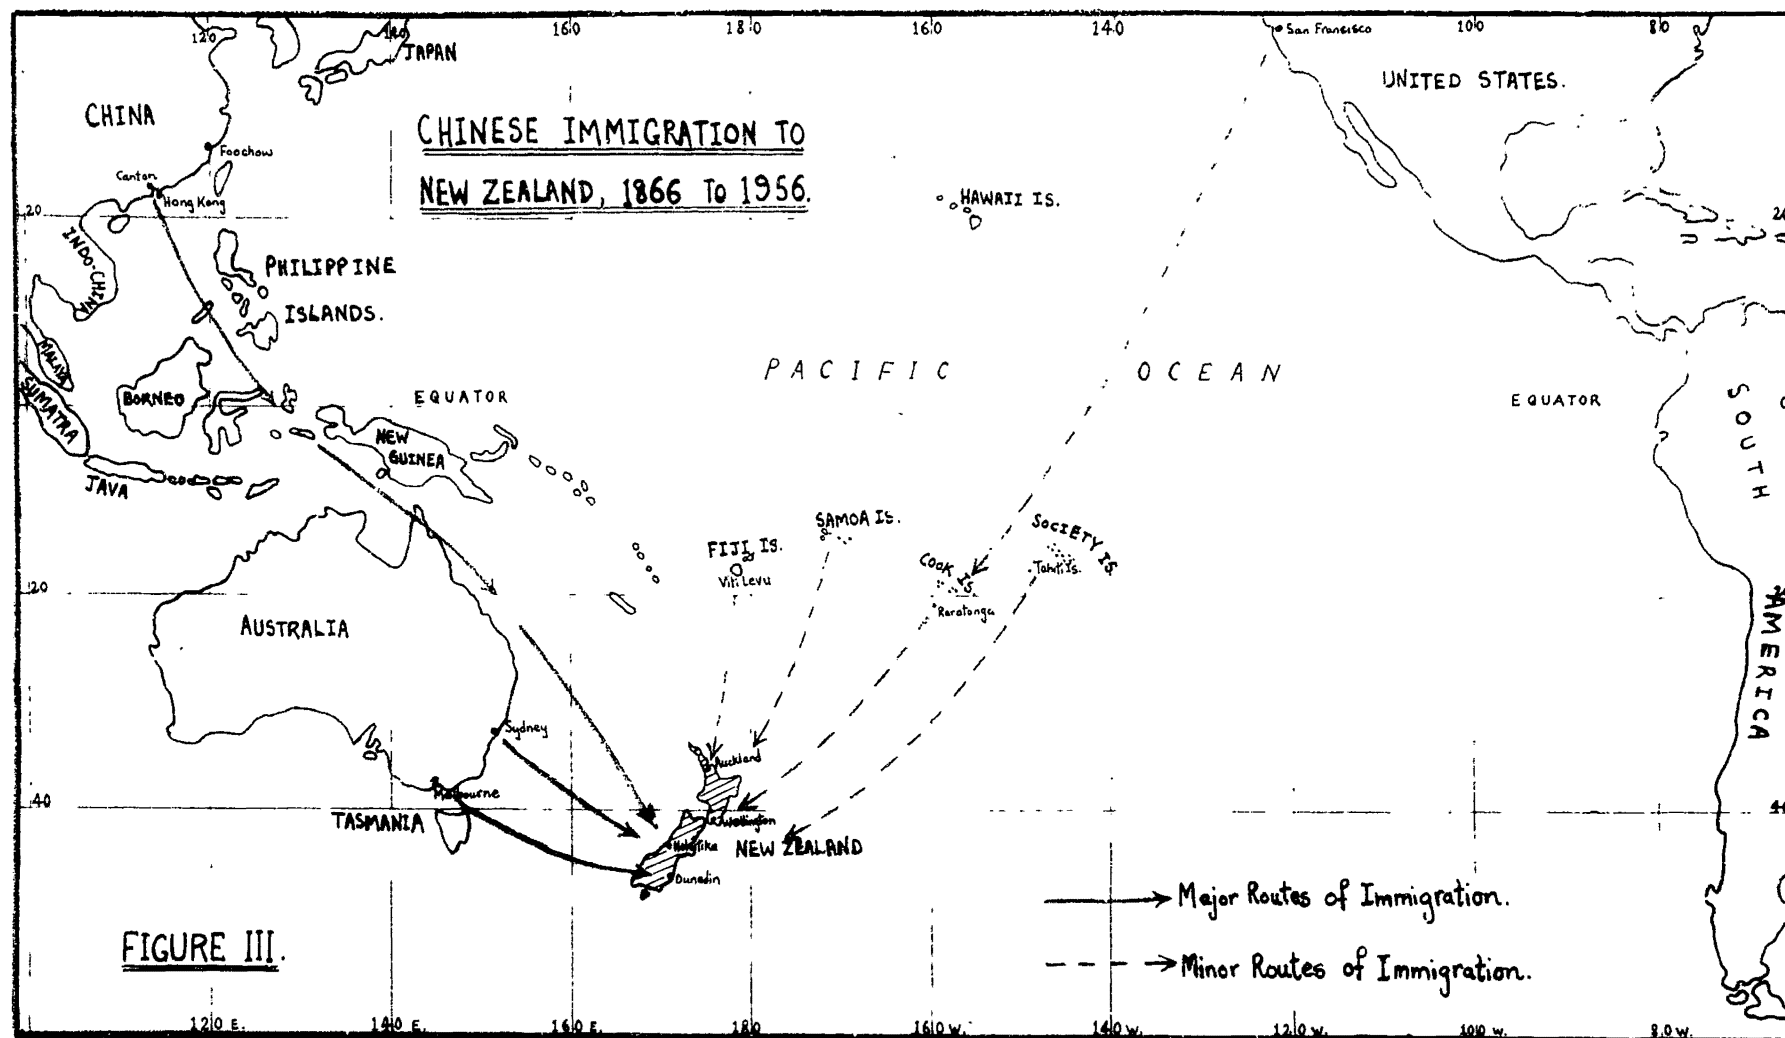 120
140
160
180
160
140
San Francisco
100
80
JAPAN
UNITED STATES.
CHINA
CHINESE IMMIGRATION TO
NEW ZEALAND, 1866 TO 1956.
Foochow
Canton
Hong Kong
HAWAII IS.
20
INDO-CHINA
PHILIPPINE
ISLANDS.
MALAYA
SUMATRA
BORNEO
PACIFIC OCEAN
EQUATOR
EQUATOR
SOUTH
AMERICA
NEW
GUINEA
JAVA
SAMOA IS.
SOCIETY IS.
FIJI IS.
Viti Levu
COOK IS.
Tahiti Is.
Rarotonga
20
AUSTRALIA
Sydney
Auckland
Melbourne
40
TASMANIA
Wellington
Hokitika
NEW ZEALAND
Dunedin
Major Routes of Immigration.
Minor Routes of Immigration.
FIGURE III.
120 E.
140 E.
160 E.
180
160 W.
140 W.
120 W.
100 W.
80 W.